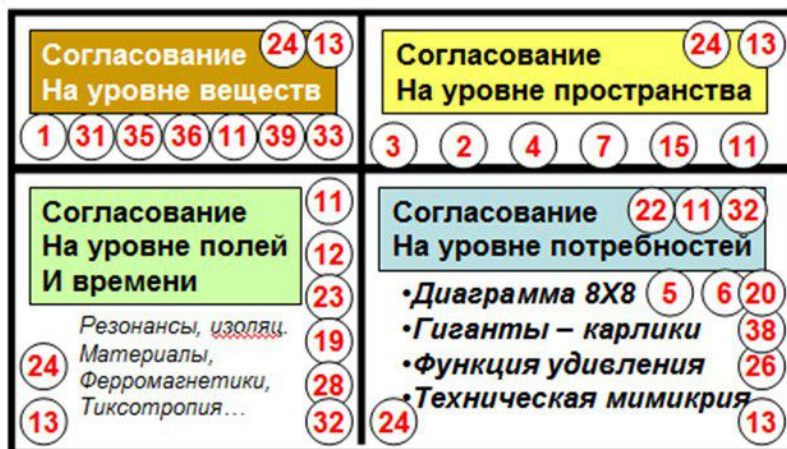 Согласование 24 13
На уровне веществ
1 31 35 36 11 39 33
Согласование 24 13
На уровне пространства
3 2 4 7 15 11
Согласование 11
На уровне полей 12
И времени 23
Резонансы, изоляц. 19
24 Материалы,
Ферромагнетики, 28
13 Тиксотропия... 32
Согласование 22 11 32
На уровне потребностей
•Диаграмма 8Х8 5 6 20
•Гиганты – карлики 38
•Функция удивления 26
•Техническая мимикрия
24 13